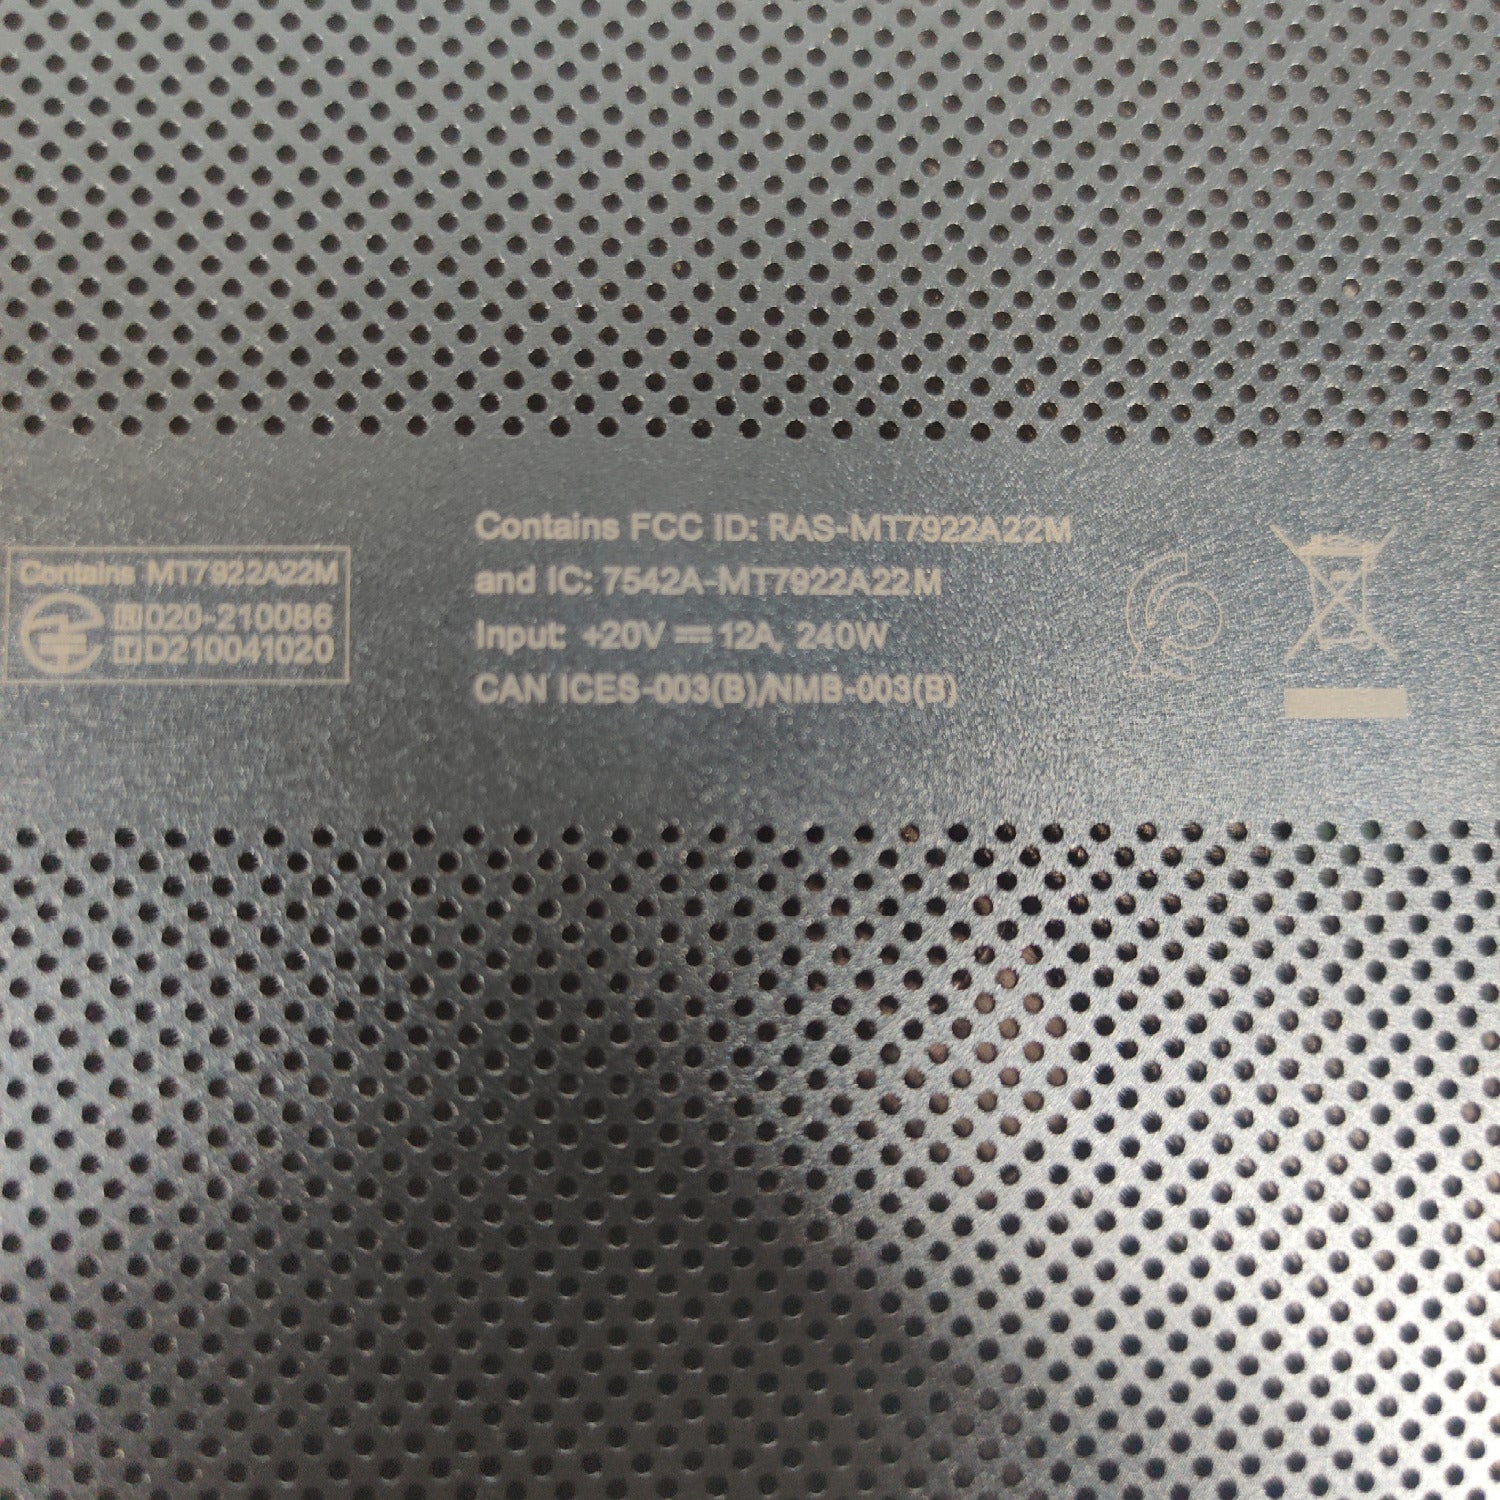 Contains MT7922A22M
R 020-210086
T D210041020
Contains FCC ID: RAS-MT7922A22M
and IC: 7542A-MT7922A22M
Input: +20V ⎓ 12A, 240W
CAN ICES-003(B)/NMB-003(B)